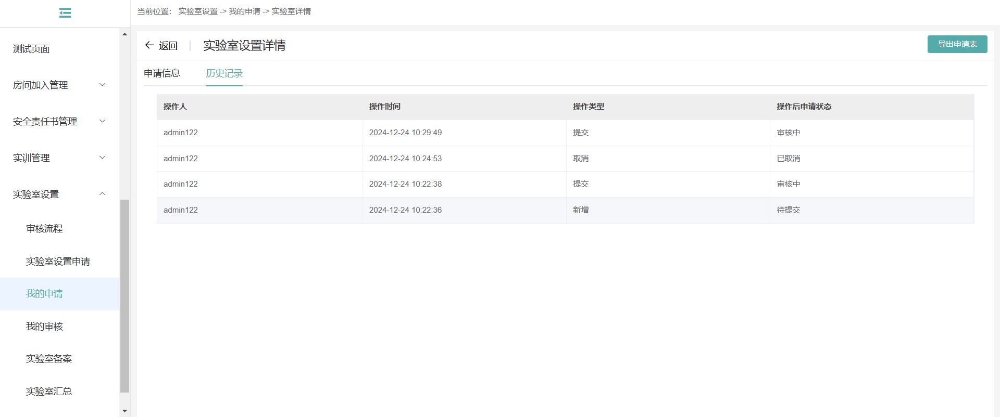 当前位置： 实验室设置 -> 我的申请 -> 实验室详情
测试页面
房间加入管理
安全责任书管理
实训管理
实验室设置
审核流程
实验室设置申请
我的申请
我的审核
实验室备案
实验室汇总
返回 实验室设置详情 导出申请表
申请信息 历史记录
操作人 操作时间 操作类型 操作后申请状态
admin122 2024-12-24 10:29:49 提交 审核中
admin122 2024-12-24 10:24:53 取消 已取消
admin122 2024-12-24 10:22:38 提交 审核中
admin122 2024-12-24 10:22:36 新增 待提交